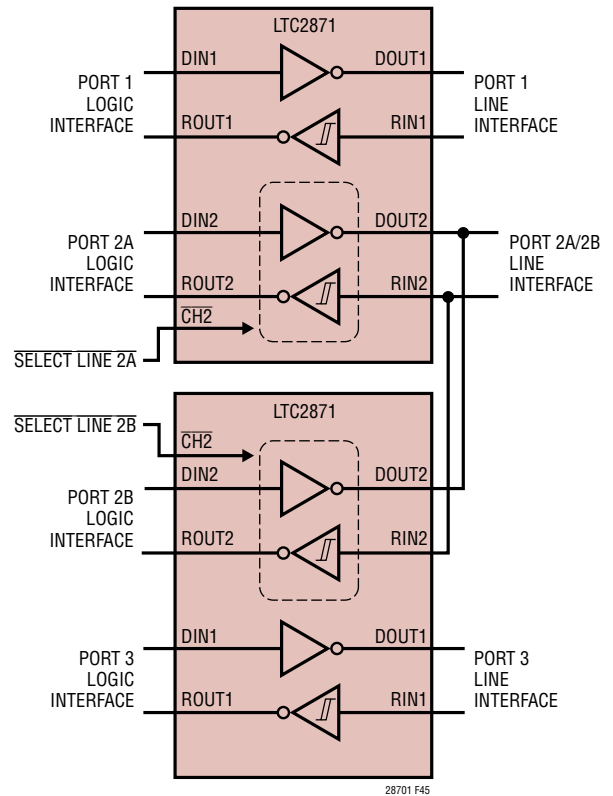 LTC2871
DIN1
DOUT1
PORT 1
LOGIC
INTERFACE
PORT 1
LINE
INTERFACE
ROUT1
RIN1
DIN2
DOUT2
PORT 2A
LOGIC
INTERFACE
PORT 2A/2B
LINE
INTERFACE
ROUT2
RIN2
CH2
SELECT LINE 2A
LTC2871
SELECT LINE 2B
CH2
DIN2
DOUT2
PORT 2B
LOGIC
INTERFACE
ROUT2
RIN2
DIN1
DOUT1
PORT 3
LOGIC
INTERFACE
PORT 3
LINE
INTERFACE
ROUT1
RIN1
28701 F45